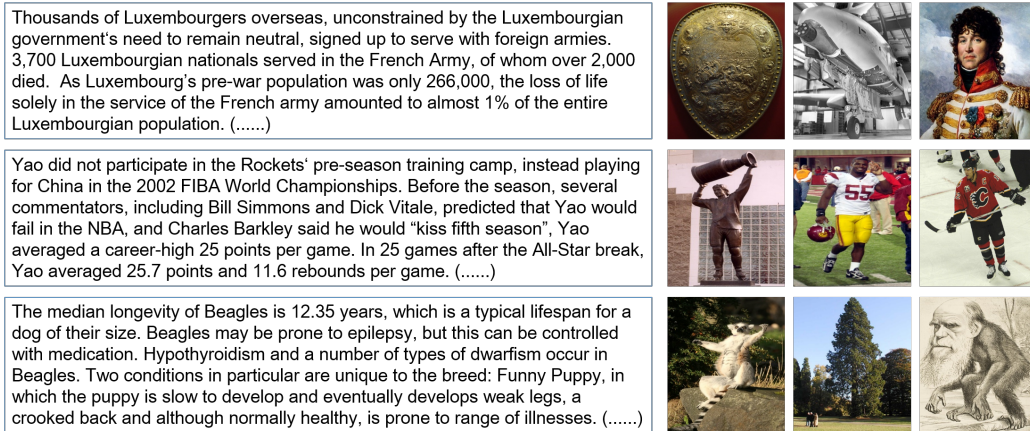 Thousands of Luxembourgers overseas, unconstrained by the Luxembourgian
government‘s need to remain neutral, signed up to serve with foreign armies.
3,700 Luxembourgian nationals served in the French Army, of whom over 2,000
died.  As Luxembourg’s pre-war population was only 266,000, the loss of life
solely in the service of the French army amounted to almost 1% of the entire
Luxembourgian population. (......)
Yao did not participate in the Rockets‘ pre-season training camp, instead playing
for China in the 2002 FIBA World Championships. Before the season, several
commentators, including Bill Simmons and Dick Vitale, predicted that Yao would
fail in the NBA, and Charles Barkley said he would “kiss fifth season”, Yao
averaged a career-high 25 points per game. In 25 games after the All-Star break,
Yao averaged 25.7 points and 11.6 rebounds per game. (......)
55
The median longevity of Beagles is 12.35 years, which is a typical lifespan for a
dog of their size. Beagles may be prone to epilepsy, but this can be controlled
with medication. Hypothyroidism and a number of types of dwarfism occur in
Beagles. Two conditions in particular are unique to the breed: Funny Puppy, in
which the puppy is slow to develop and eventually develops weak legs, a
crooked back and although normally healthy, is prone to range of illnesses. (......)